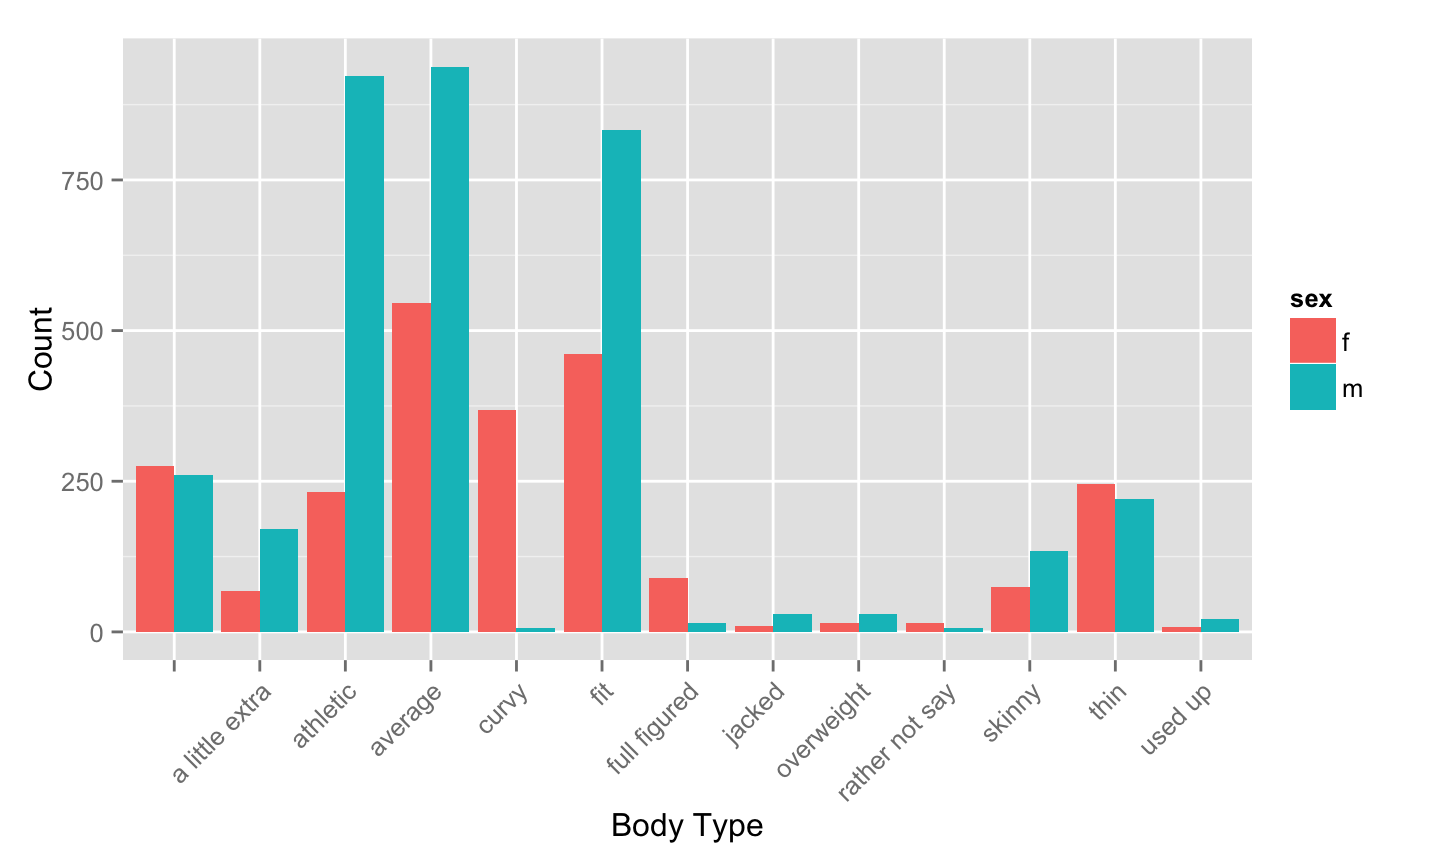 750
500
250
0
Count
a little extra
athletic
average
curvy
fit
full figured
jacked
overweight
rather not say
skinny
thin
used up
Body Type
sex
f
m